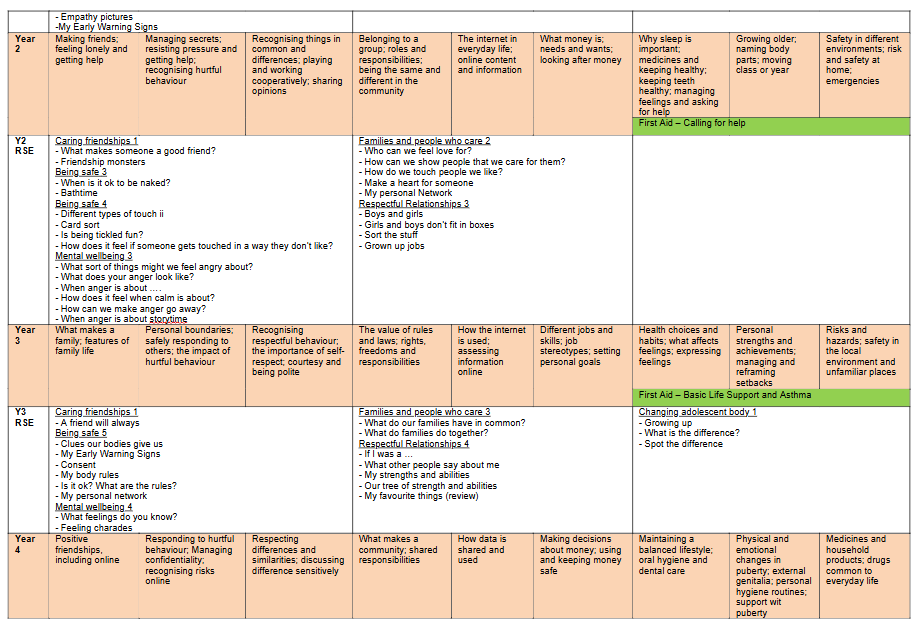 - Empathy pictures
-My Early Warning Signs
Year
2
Making friends;
feeling lonely and
getting help
Managing secrets;
resisting pressure and
getting help;
recognising hurtful
behaviour
Recognising things in
common and
differences; playing
and working
cooperatively; sharing
opinions
Belonging to a
group; roles and
responsibilities;
being the same and
different in the
community
The internet in
everyday life;
online content
and information
What money is;
needs and wants;
looking after money
Why sleep is
important;
medicines and
keeping healthy;
keeping teeth
healthy; managing
feelings and asking
for help
Growing older;
naming body
parts; moving
class or year
Safety in different
environments; risk
and safety at
home;
emergencies
First Aid – Calling for help
Y2
RSE
Caring friendships 1
- What makes someone a good friend?
- Friendship monsters
Being safe 3
- When is it ok to be naked?
- Bathtime
Being safe 4
- Different types of touch ii
- Card sort
- Is being tickled fun?
- How does it feel if someone gets touched in a way they don't like?
Mental wellbeing 3
- What sort of things might we feel angry about?
- What does your anger look like?
- When anger is about ….
- How does it feel when calm is about?
- How can we make anger go away?
- When anger is about storytime
Families and people who care 2
- Who can we feel love for?
- How can we show people that we care for them?
- How do we touch people we like?
- Make a heart for someone
- My personal Network
Respectful Relationships 3
- Boys and girls
- Girls and boys don't fit in boxes
- Sort the stuff
- Grown up jobs
Year
3
What makes a
family; features of
family life
Personal boundaries;
safely responding to
others; the impact of
hurtful behaviour
Recognising
respectful behaviour;
the importance of self-
respect; courtesy and
being polite
The value of rules
and laws; rights,
freedoms and
responsibilities
How the internet
is used;
assessing
information
online
Different jobs and
skills; job
stereotypes; setting
personal goals
Health choices and
habits; what affects
feelings; expressing
feelings
Personal
strengths and
achievements;
managing and
reframing
setbacks
Risks and
hazards; safety in
the local
environment and
unfamiliar places
First Aid – Basic Life Support and Asthma
Y3
RSE
Caring friendships 1
- A friend will always
Being safe 5
- Clues our bodies give us
- My Early Warning Signs
- Consent
- My body rules
- Is it ok? What are the rules?
- My personal network
Mental wellbeing 4
- What feelings do you know?
- Feeling charades
Families and people who care 3
- What do our families have in common?
- What do families do together?
Respectful Relationships 4
- If I was a …
- What other people say about me
- My strengths and abilities
- Our tree of strength and abilities
- My favourite things (review)
Changing adolescent body 1
- Growing up
- What is the difference?
- Spot the difference
Year
4
Positive
friendships,
including online
Responding to hurtful
behaviour; Managing
confidentiality;
recognising risks
online
Respecting
differences and
similarities; discussing
difference sensitively
What makes a
community; shared
responsibilities
How data is
shared and
used
Making decisions
about money; using
and keeping money
safe
Maintaining a
balanced lifestyle;
oral hygiene and
dental care
Physical and
emotional
changes in
puberty; external
genitalia; personal
hygiene routines;
support wit
puberty
Medicines and
household
products; drugs
common to
everyday life